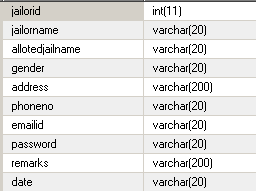 jailorid int(11)
jailorname varchar(20)
allotedjailname varchar(20)
gender varchar(20)
address varchar(200)
phoneno varchar(20)
emailid varchar(20)
password varchar(20)
remarks varchar(200)
date varchar(20)